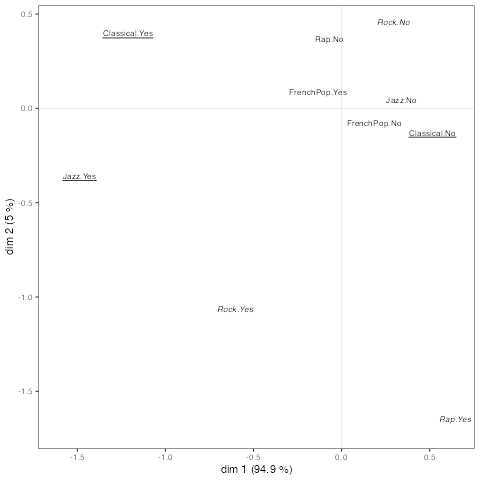 0.5
Rock.No
Classical.Yes
Rap.No
FrenchPop.Yes
Jazz.No
0.0
FrenchPop.No
Classical.No
Jazz.Yes
-0.5
dim 2 (5 %)
-1.0
Rock.Yes
-1.5
Rap.Yes
-1.5 -1.0 -0.5 0.0 0.5
dim 1 (94.9 %)